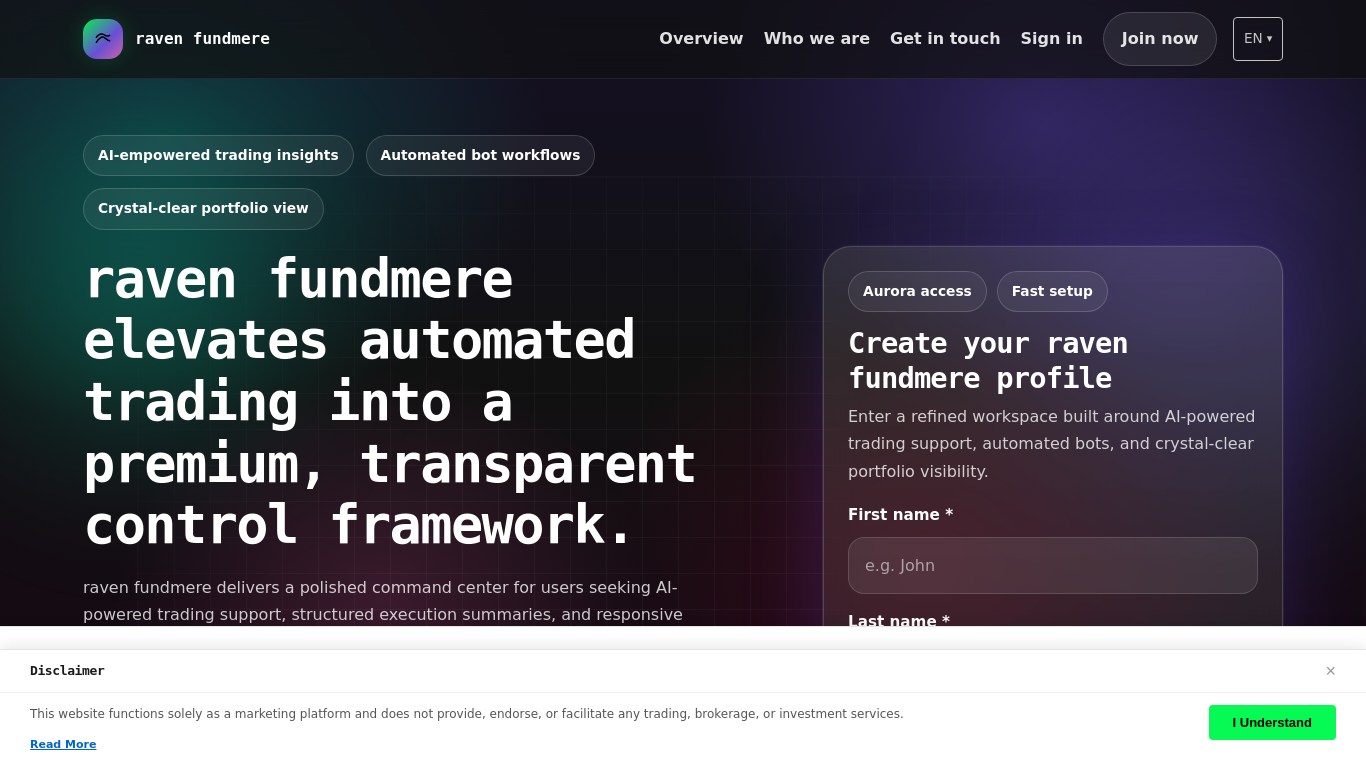 raven fundmere
Overview
Who we are
Get in touch
Sign in
Join now
EN ▾
AI-empowered trading insights
Automated bot workflows
Crystal-clear portfolio view
raven fundmere
elevates automated
trading into a
premium, transparent
control framework.
raven fundmere delivers a polished command center for users seeking AI-
powered trading support, structured execution summaries, and responsive
Aurora access
Fast setup
Create your raven
fundmere profile
Enter a refined workspace built around AI-powered
trading support, automated bots, and crystal-clear
portfolio visibility.
First name *
e.g. John
Last name *
Disclaimer
×
This website functions solely as a marketing platform and does not provide, endorse, or facilitate any trading, brokerage, or investment services.
Read More
I Understand